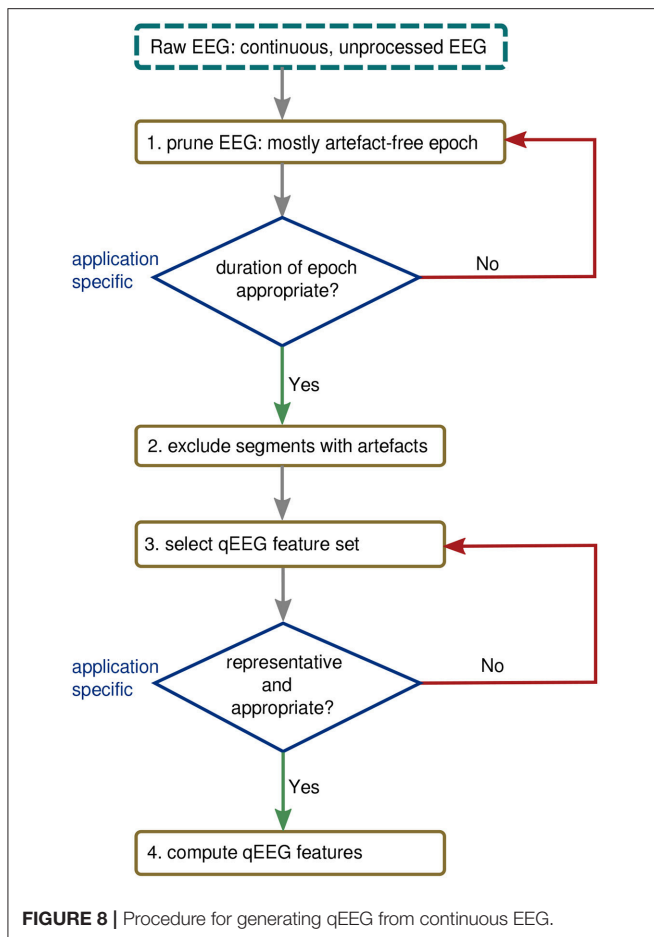 Raw EEG: continuous, unprocessed EEG
1. prune EEG: mostly artefact-free epoch
application
specific
duration of epoch
appropriate?
No
Yes
2. exclude segments with artefacts
3. select qEEG feature set
application
specific
representative
and
appropriate?
No
Yes
4. compute qEEG features
FIGURE 8 | Procedure for generating qEEG from continuous EEG.